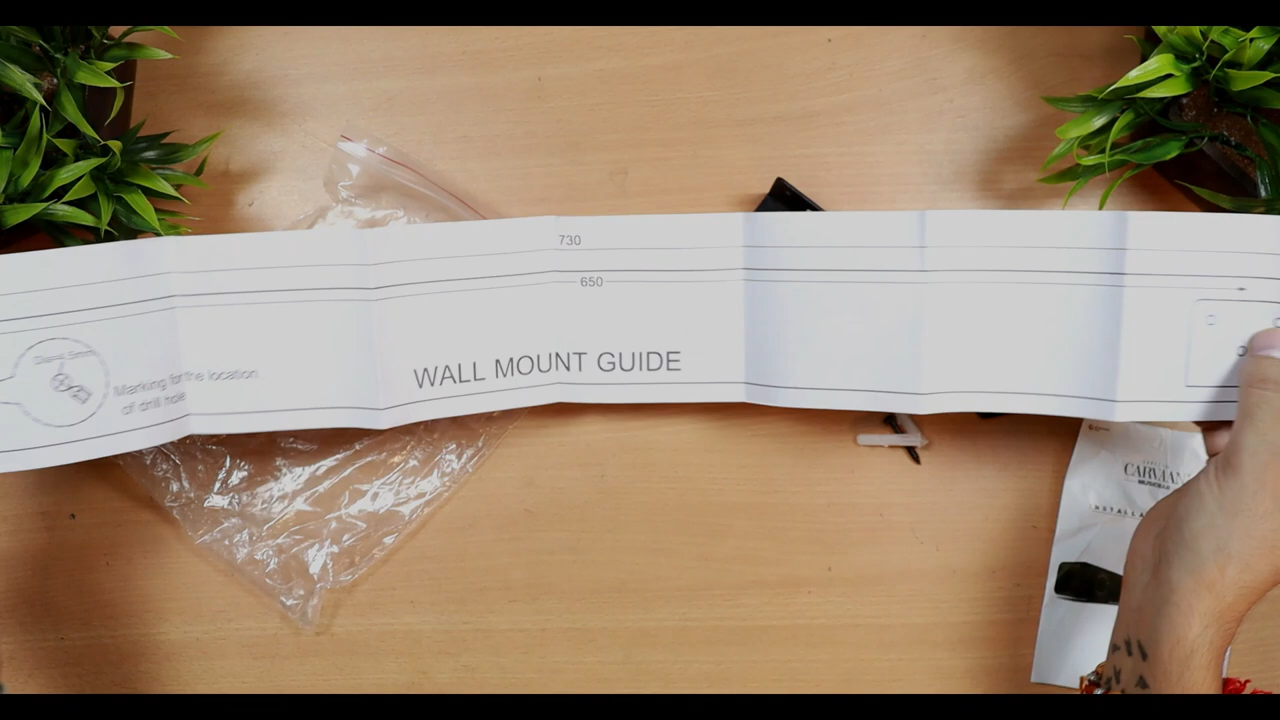 730
650
WALL MOUNT GUIDE
Marking for the location
of drill hole
CARVAAN